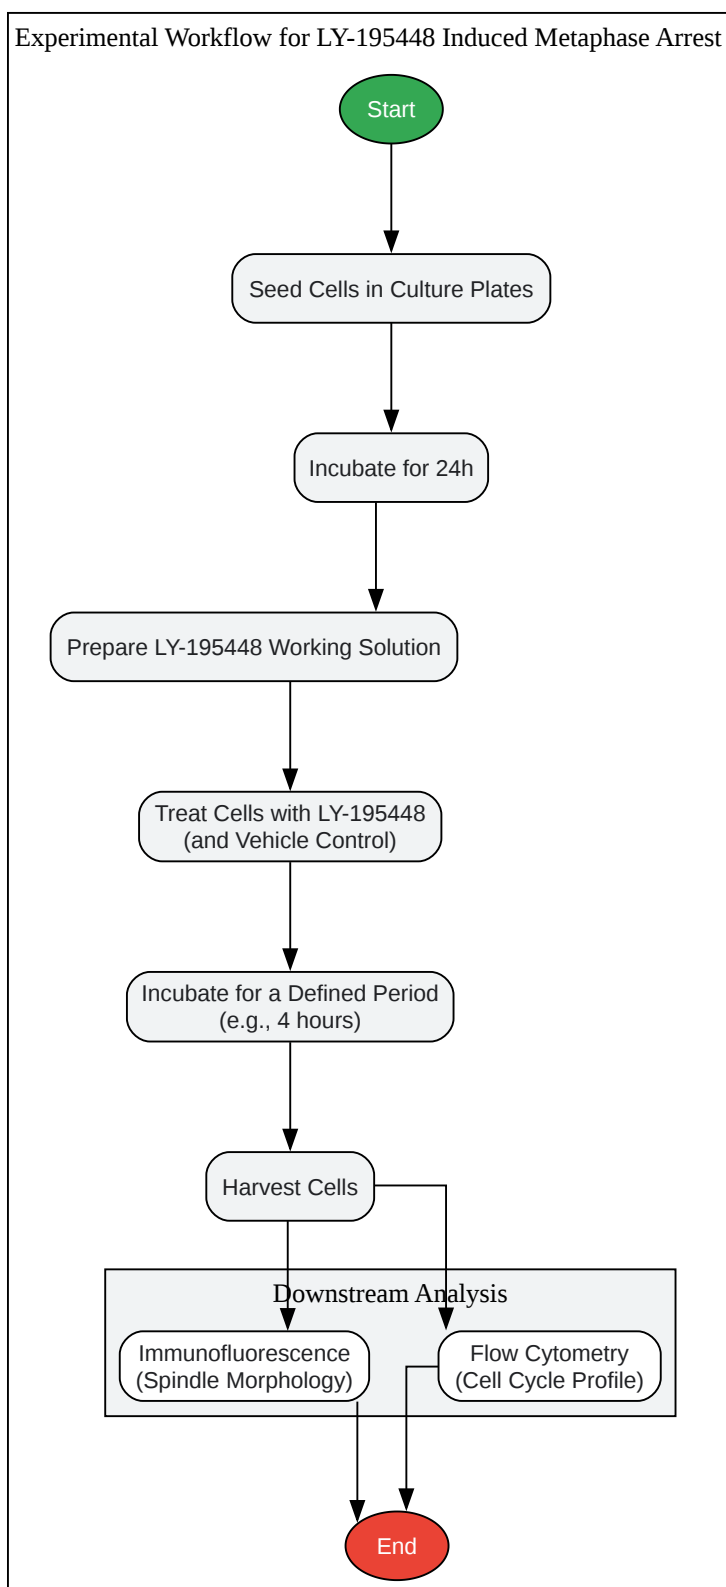 Experimental Workflow for LY-195448 Induced Metaphase Arrest
Start
Seed Cells in Culture Plates
Incubate for 24h
Prepare LY-195448 Working Solution
Treat Cells with LY-195448
(and Vehicle Control)
Incubate for a Defined Period
(e.g., 4 hours)
Harvest Cells
Downstream Analysis
Immunofluorescence
(Spindle Morphology)
Flow Cytometry
(Cell Cycle Profile)
End